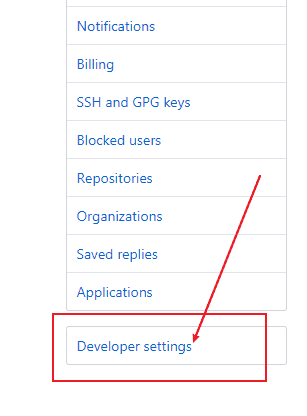 Notifications
Billing
SSH and GPG keys
Blocked users
Repositories
Organizations
Saved replies
Applications
Developer settings